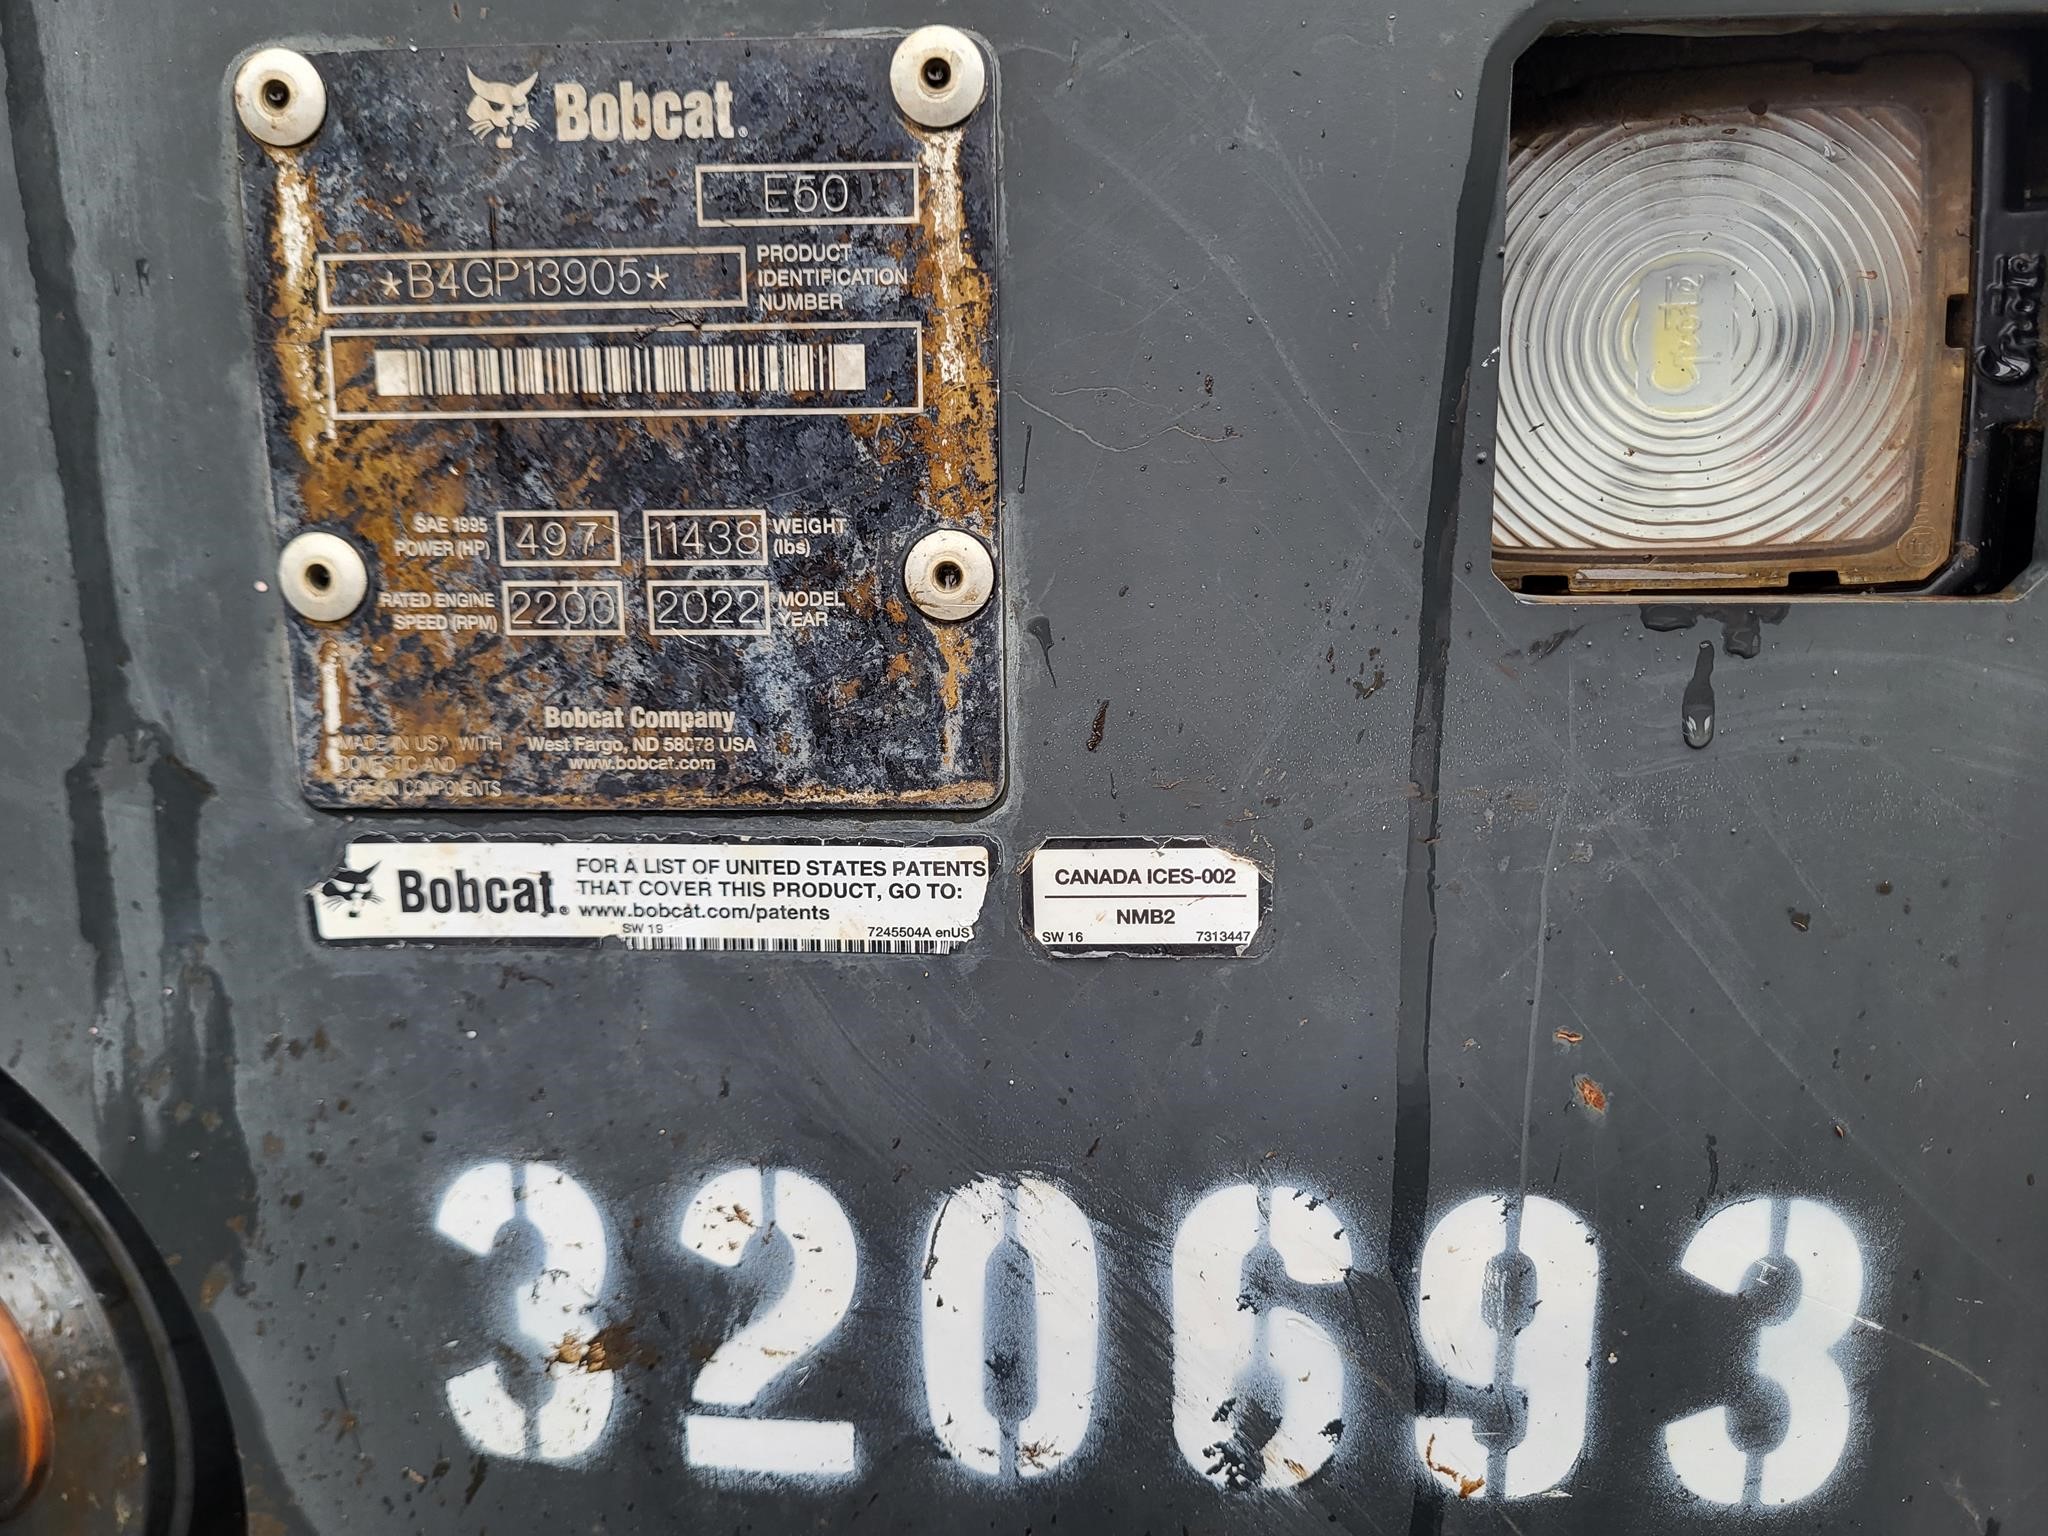 Bobcat®
E50
*B4GP13905*
PRODUCT
IDENTIFICATION
NUMBER
SAE 1995
POWER (HP)
49.7
11438
WEIGHT
(lbs)
RATED ENGINE
SPEED (RPM)
2200
2022
MODEL
YEAR
Bobcat Company
West Fargo, ND 58078 USA
www.bobcat.com
MADE IN USA WITH
DOMESTIC AND
FOREIGN COMPONENTS
Bobcat®
FOR A LIST OF UNITED STATES PATENTS
THAT COVER THIS PRODUCT, GO TO:
www.bobcat.com/patents
SW 19
7245504A enUS
CANADA ICES-002
NMB2
SW 16
7313447
320693